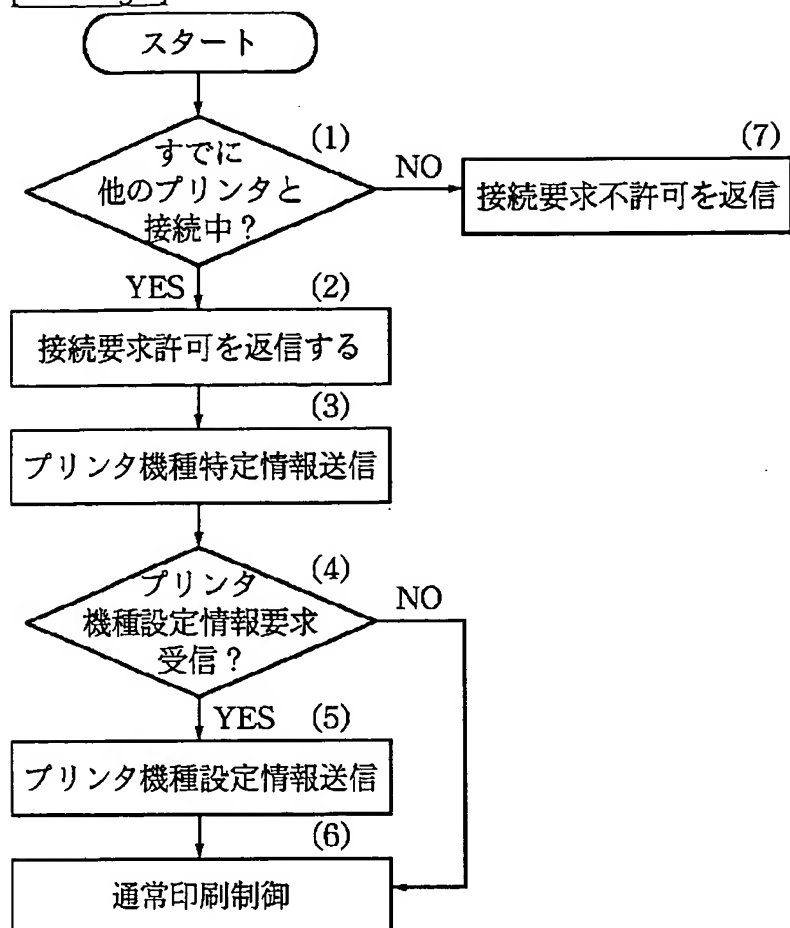 スタート
(1)
すでに
他のプリンタと
接続中?
NO
(7)
接続要求不許可を返信
YES
(2)
接続要求許可を返信する
(3)
プリンタ機種特定情報送信
(4)
プリンタ
機種設定情報要求
受信?
NO
YES
(5)
プリンタ機種設定情報送信
(6)
通常印刷制御